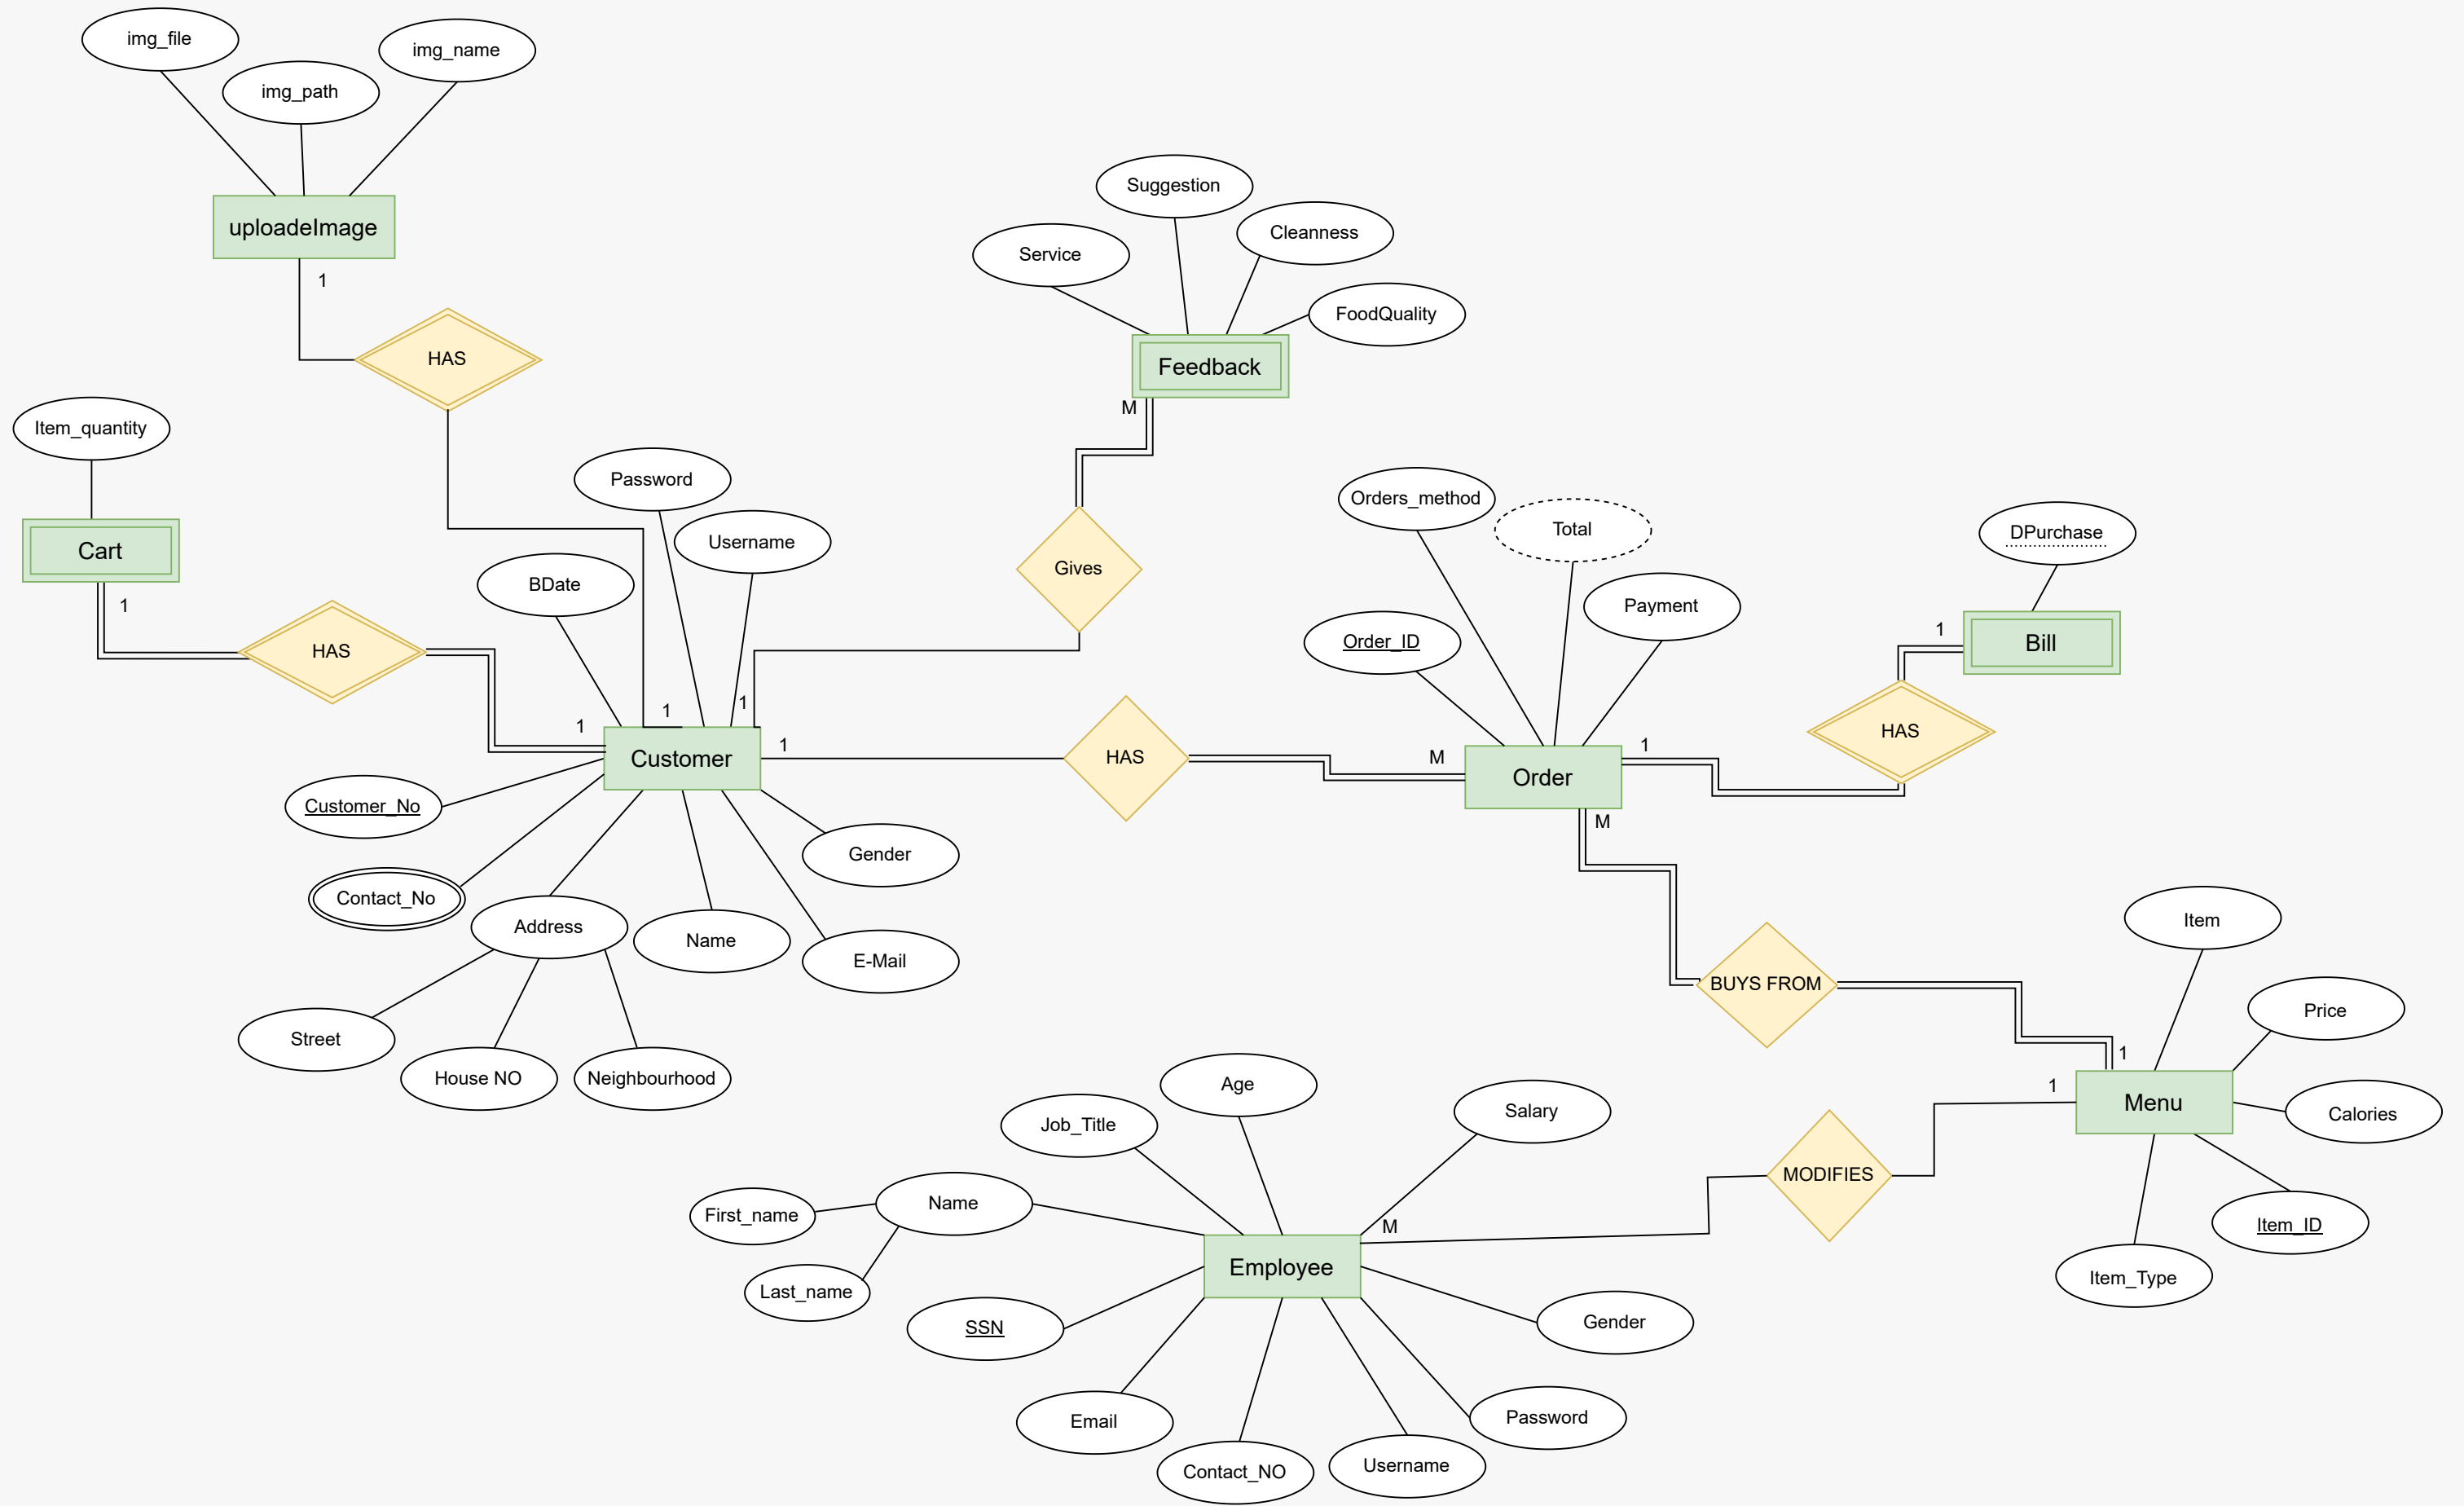 img_file
img_name
img_path
uploadeImage
1
HAS
Item_quantity
Cart
1
HAS
1
Password
Username
BDate
1
1
Customer
1
Customer_No
Contact_No
Address
Name
E-Mail
Gender
Street
House NO
Neighbourhood
Suggestion
Service
Cleanness
FoodQuality
Feedback
M
Gives
HAS
M
Orders_method
Total
Payment
Order_ID
Order
1
M
DPurchase
Bill
1
HAS
BUYS FROM
1
Item
Price
Calories
Item_ID
Item_Type
Menu
1
MODIFIES
M
Age
Salary
Job_Title
Name
First_name
Last_name
Employee
SSN
Email
Contact_NO
Username
Password
Gender